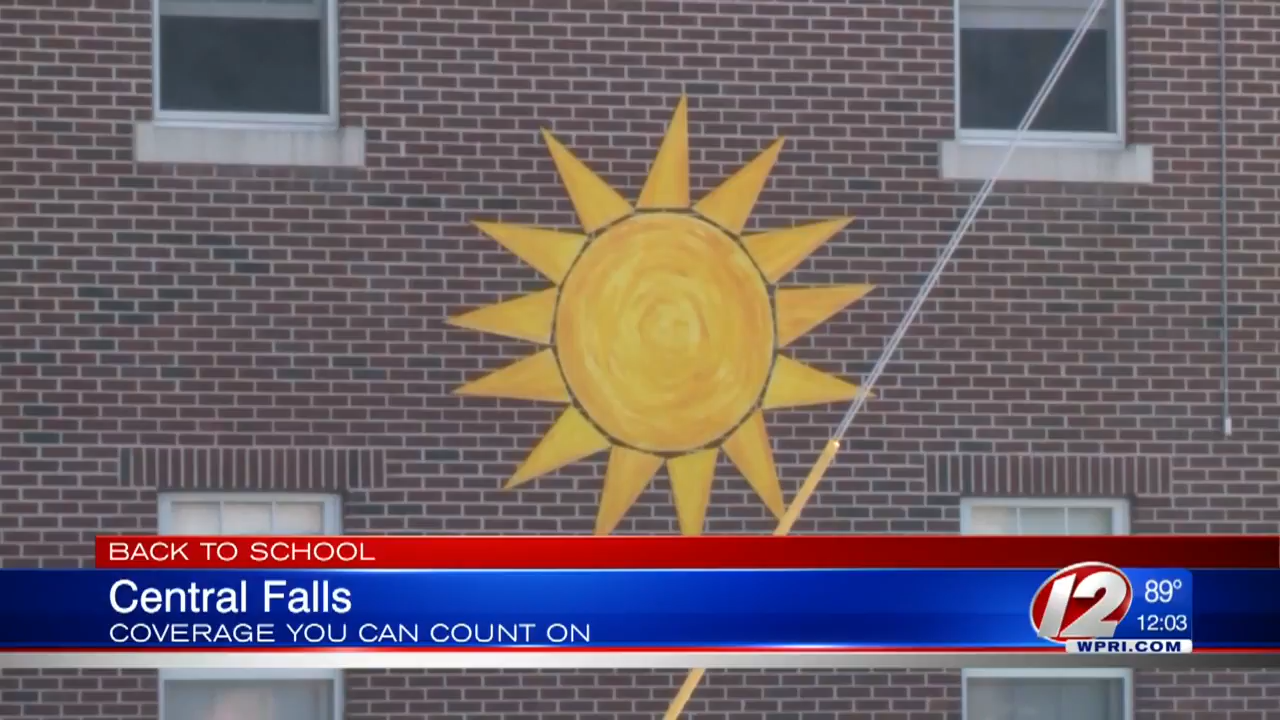 BACK TO SCHOOL
Central Falls
COVERAGE YOU CAN COUNT ON
12
89°
12:03
WPRI.COM